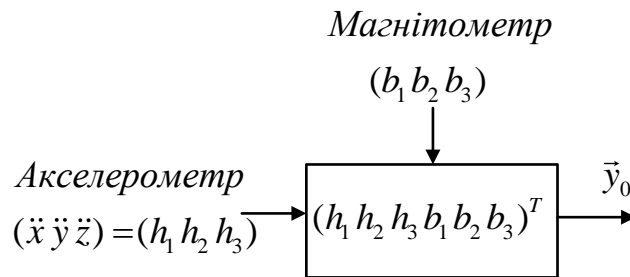 Магнітометр
(b₁ b₂ b₃)
Акселерометр
(ẍ ÿ z̈) = (h₁ h₂ h₃)
(h₁ h₂ h₃ b₁ b₂ b₃)ᵀ
y⃗₀